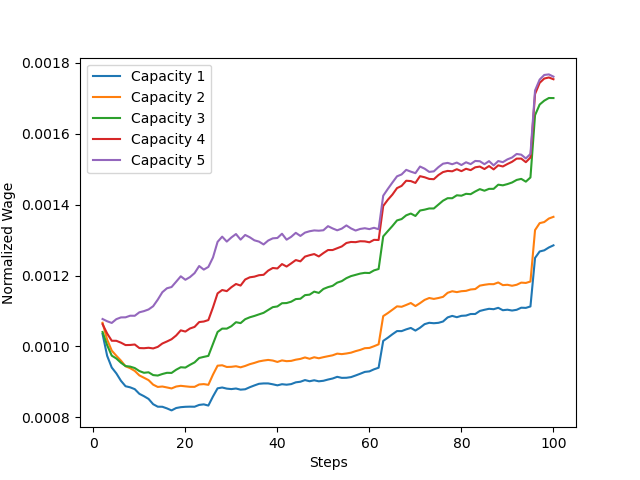 0.0018
0.0016
0.0014
0.0012
0.0010
0.0008
Normalized Wage
Capacity 1
Capacity 2
Capacity 3
Capacity 4
Capacity 5
0 20 40 60 80 100
Steps